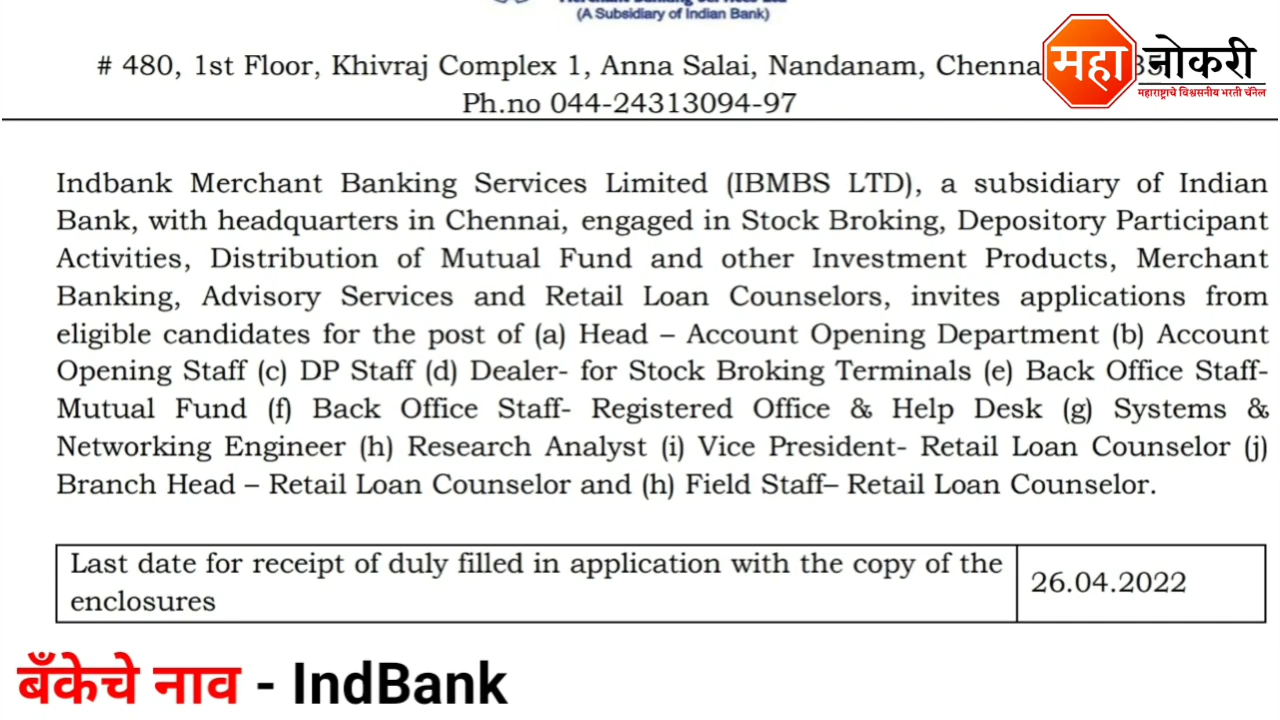 (A Subsidiary of Indian Bank)
# 480, 1st Floor, Khivraj Complex 1, Anna Salai, Nandanam, Chenna
महा नोकरी
महाराष्ट्राचे विश्वसनीय भरती चॅनेल
Ph.no 044-24313094-97
Indbank Merchant Banking Services Limited (IBMBS LTD), a subsidiary of Indian
Bank, with headquarters in Chennai, engaged in Stock Broking, Depository Participant
Activities, Distribution of Mutual Fund and other Investment Products, Merchant
Banking, Advisory Services and Retail Loan Counselors, invites applications from
eligible candidates for the post of (a) Head – Account Opening Department (b) Account
Opening Staff (c) DP Staff (d) Dealer- for Stock Broking Terminals (e) Back Office Staff-
Mutual Fund (f) Back Office Staff- Registered Office & Help Desk (g) Systems &
Networking Engineer (h) Research Analyst (i) Vice President- Retail Loan Counselor (j)
Branch Head – Retail Loan Counselor and (h) Field Staff– Retail Loan Counselor.
Last date for receipt of duly filled in application with the copy of the
enclosures
26.04.2022
बँकेचे नाव - IndBank